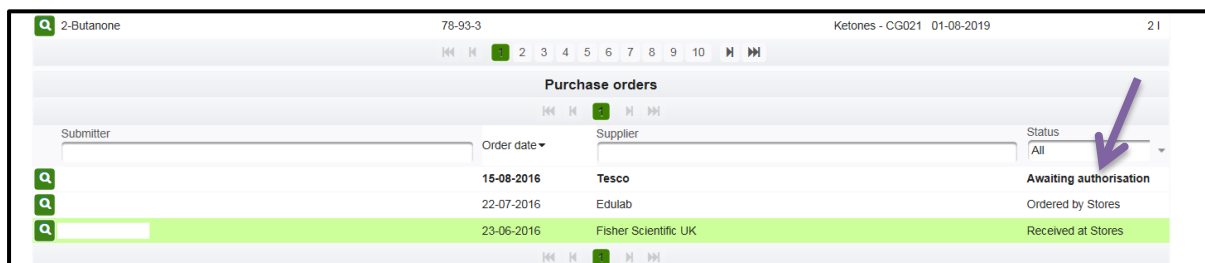 2-Butanone 78-93-3 Ketones - CG021 01-08-2019 2 l
1 2 3 4 5 6 7 8 9 10
Purchase orders
1
Submitter Order date Supplier Status
All
15-08-2016 Tesco Awaiting authorisation
22-07-2016 Edulab Ordered by Stores
23-06-2016 Fisher Scientific UK Received at Stores
1